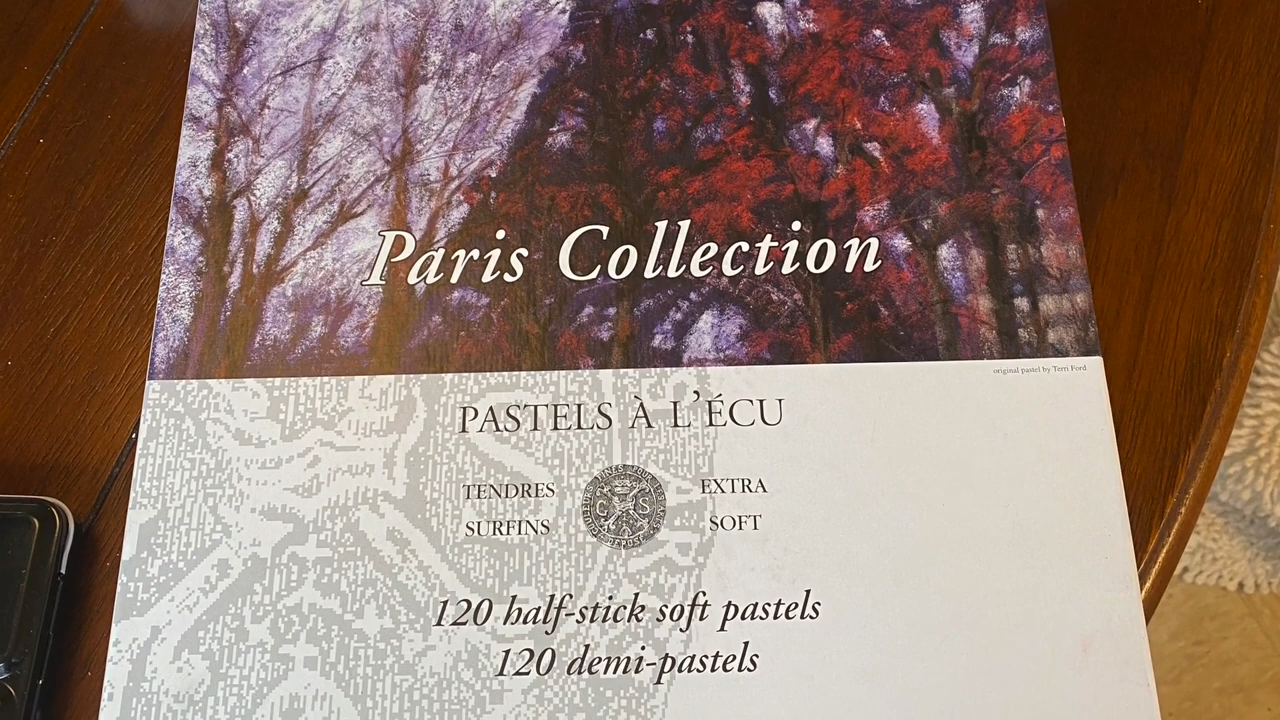 Paris Collection
original pastel by Terri Ford
PASTELS À L'ÉCU
TENDRES EXTRA
SURFINS SOFT
G S
120 half-stick soft pastels
120 demi-pastels